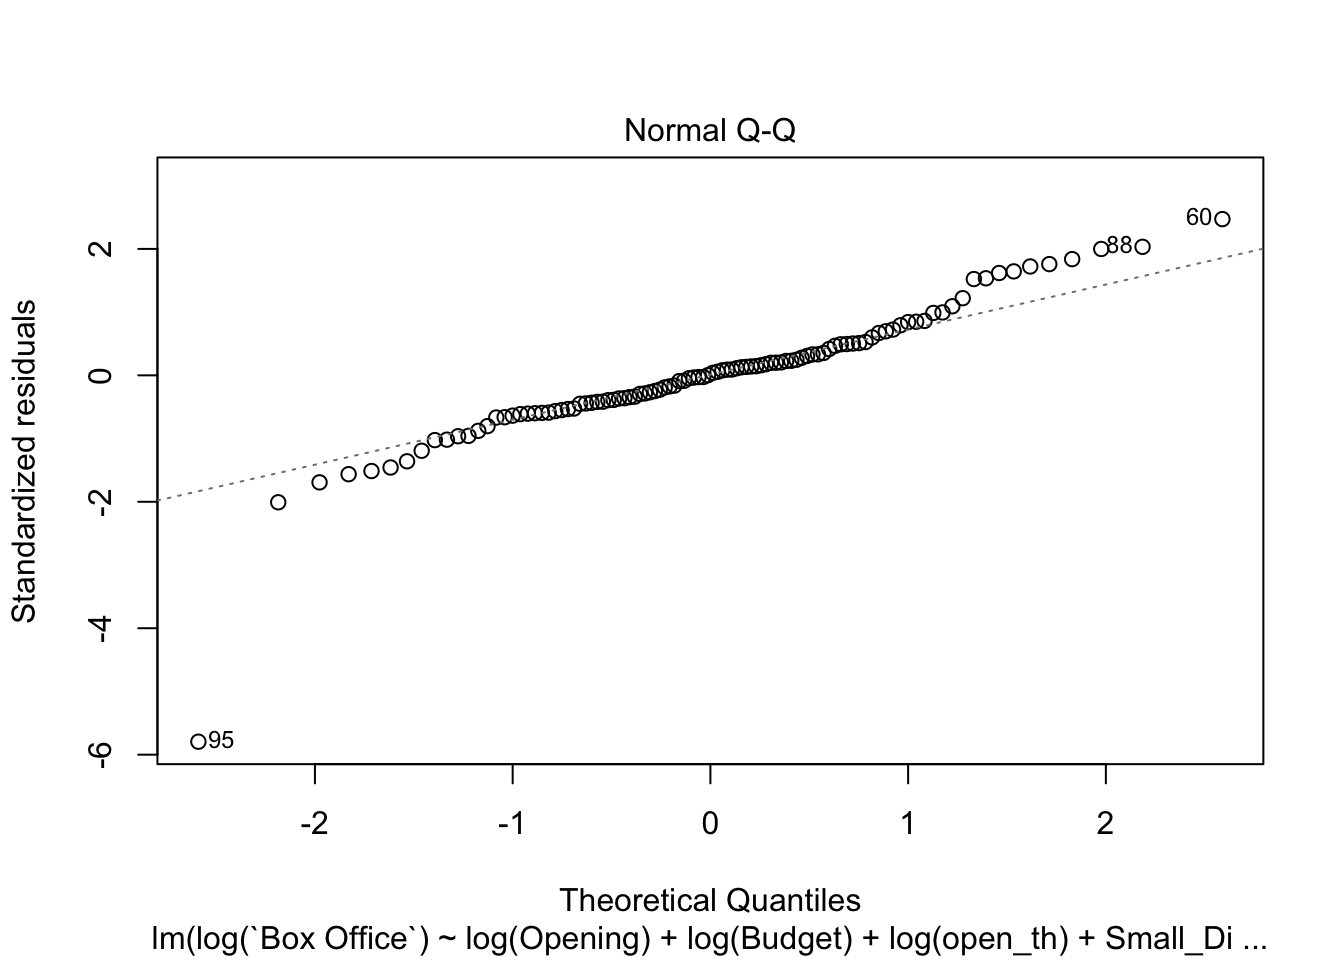 Normal Q-Q
Standardized residuals
2
0
-2
-4
-6
60
88
95
-2 -1 0 1 2
Theoretical Quantiles
lm(log(`Box Office`) ~ log(Opening) + log(Budget) + log(open_th) + Small_Di ...